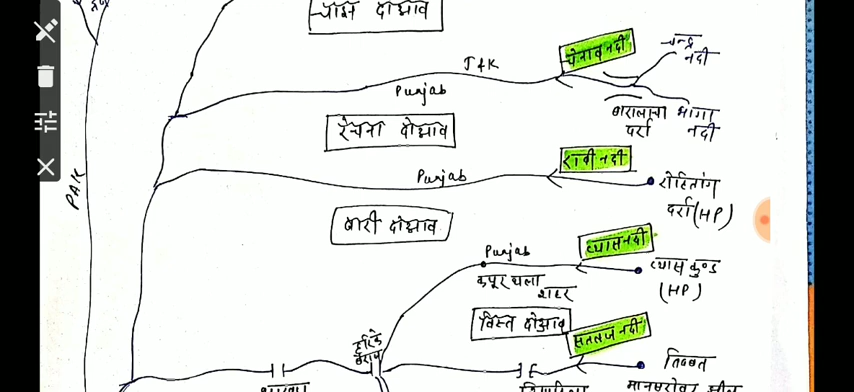 चाझ दोआब
J&K
चेनाब नदी
चन्द्र
नदी
Punjab
बारालाचा
दर्रा
भागा
नदी
रेचना दोआब
PAK
Punjab
रावी नदी
रोहितांग
दर्रा (HP)
बारी दोआब
Punjab
व्यास नदी
व्यास कुण्ड
(HP)
कपूरथला
शहर
बिस्त दोआब
सतलज नदी
हरिके
बैराज
तिब्बत
मानसरोवर झील